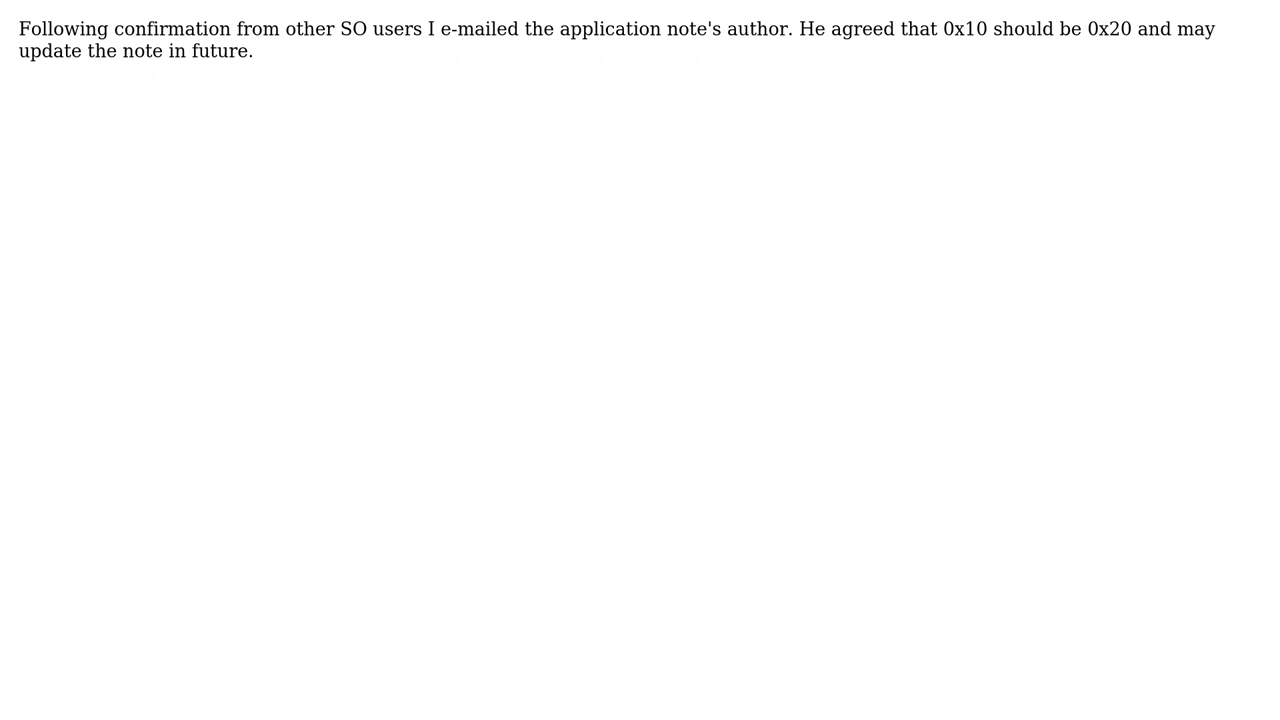 Following confirmation from other SO users I e-mailed the application note's author. He agreed that 0x10 should be 0x20 and may
update the note in future.